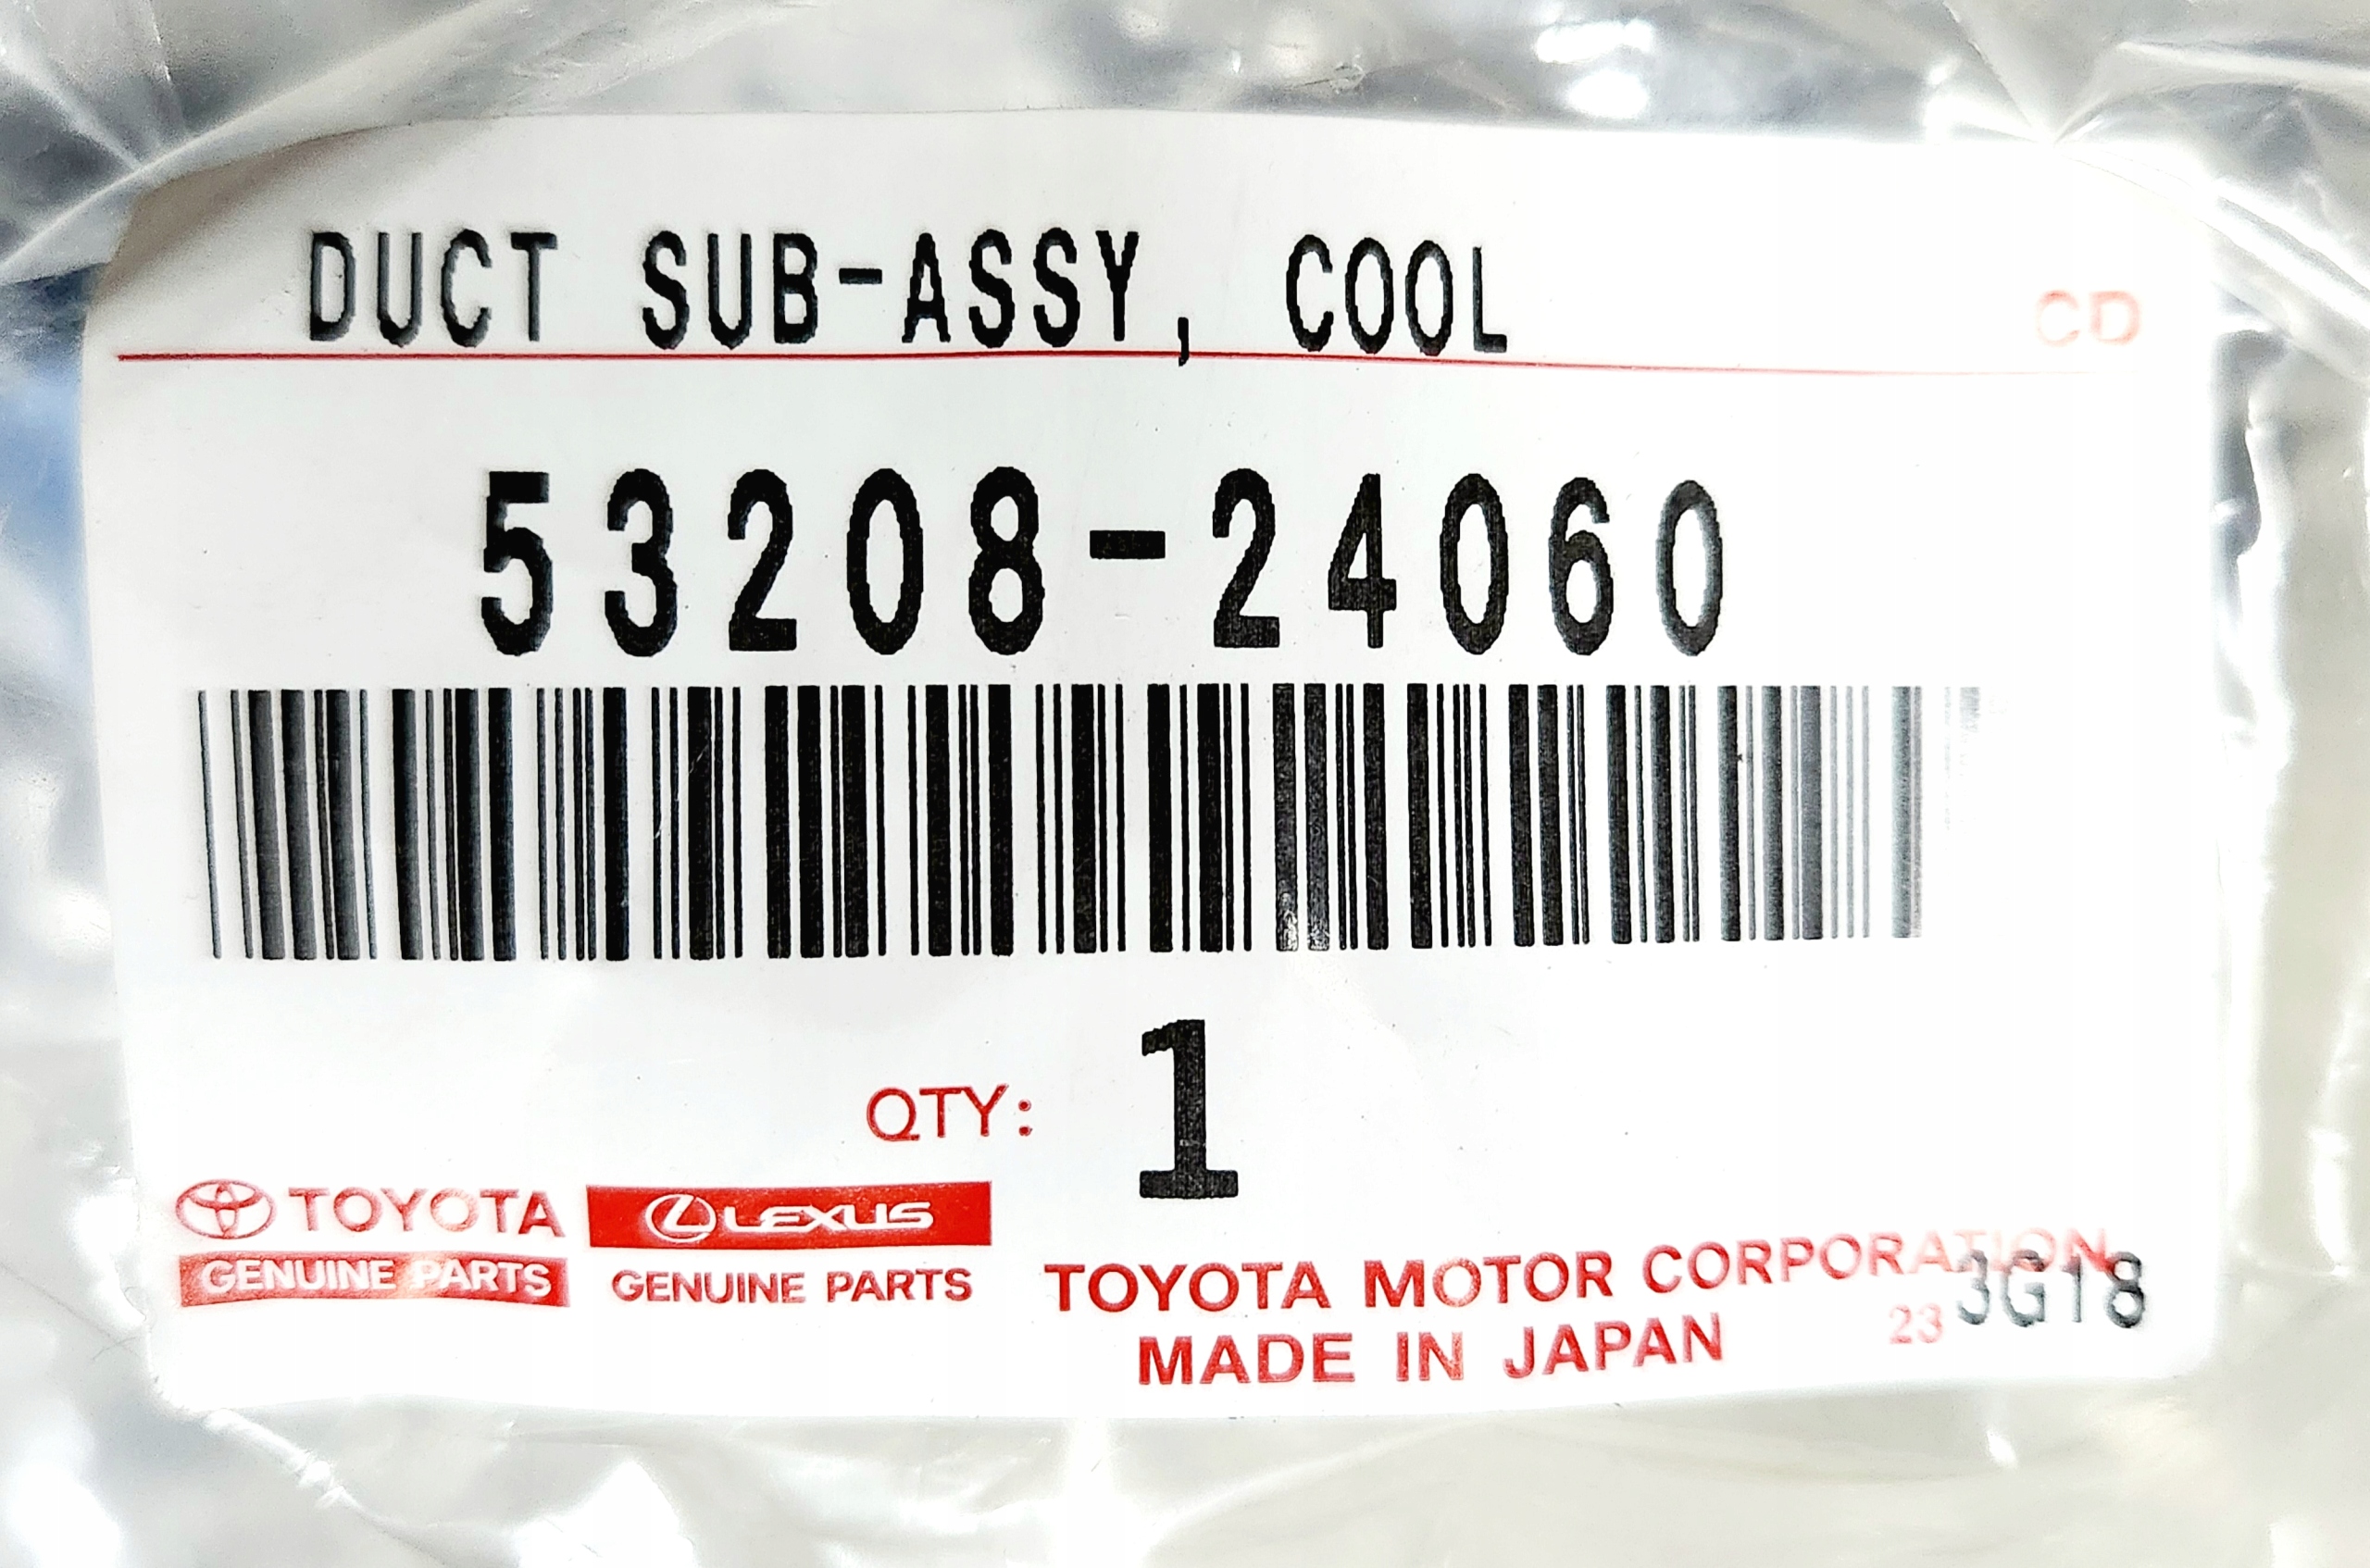 DUCT SUB-ASSY, COOL
CD
53208-24060
QTY: 1
TOYOTA
GENUINE PARTS
LEXUS
GENUINE PARTS
TOYOTA MOTOR CORPORATION
MADE IN JAPAN
23 3G18